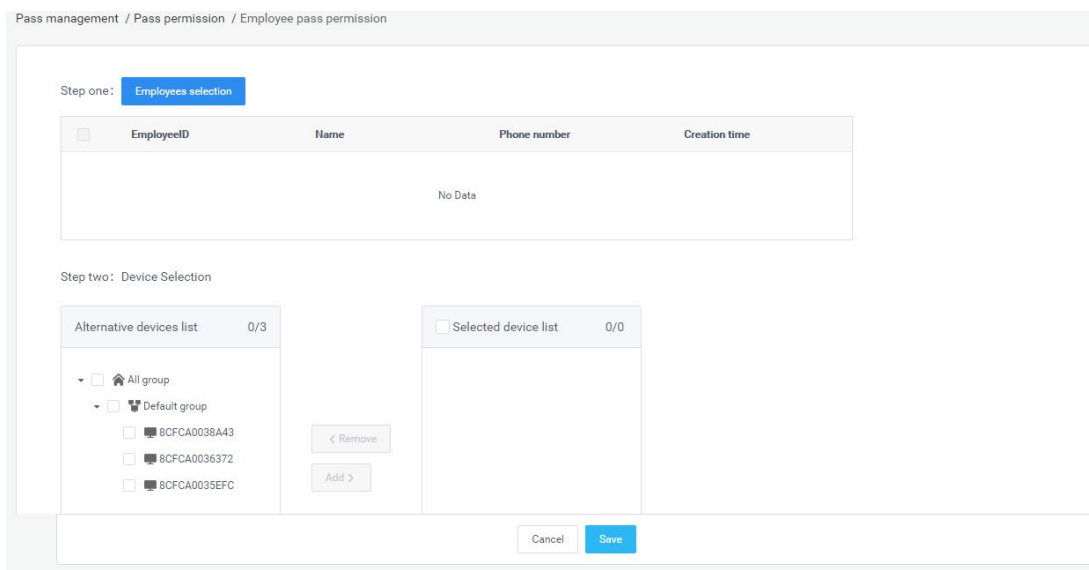 Pass management / Pass permission / Employee pass permission
Step one: Employees selection
EmployeeID Name Phone number Creation time
No Data
Step two: Device Selection
Alternative devices list 0/3
Selected device list 0/0
All group
Default group
8CFCA0038A43
8CFCA0036372
8CFCA0035EFC
< Remove
Add >
Cancel Save